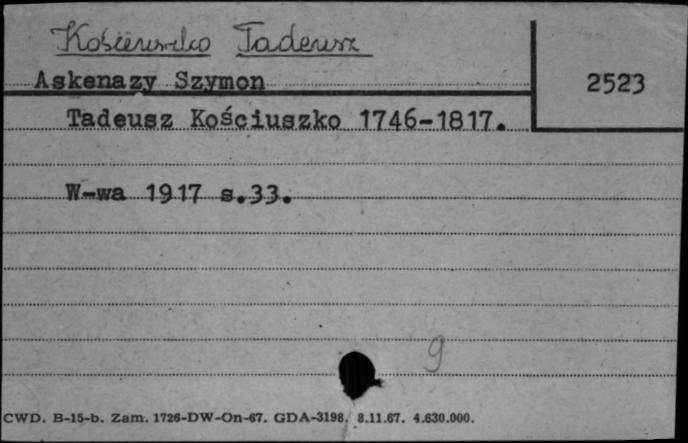 Kościuszko Tadeusz
Askenazy Szymon
2523
Tadeusz Kościuszko 1746-1817.
W-wa 1917 s.33.
9
CWD. B-15-b. Zam. 1726-DW-On-67. GDA-3198. 8.11.67. 4.630.000.